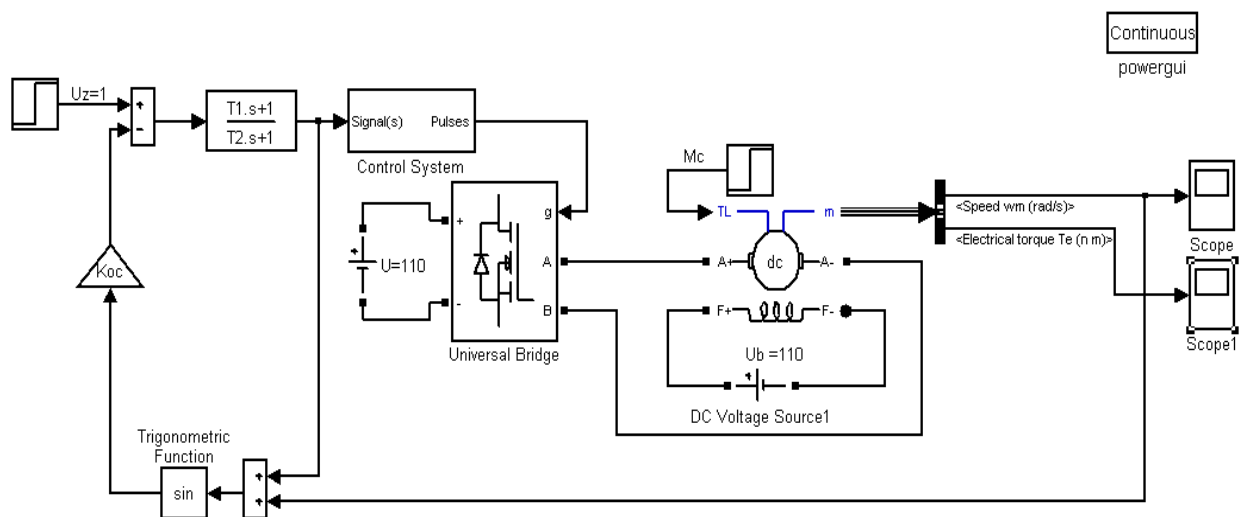 Continuous
powergui
Uz=1
+
-
T1.s+1
T2.s+1
Signal(s) Pulses
Control System
Mc
g
+
U=110
-
A
B
Universal Bridge
TL m
A+ dc A-
F+ F-
Ub =110
+
DC Voltage Source1
<Speed wm (rad/s)>
<Electrical torque Te (n m)>
Scope
Scope1
Koc
Trigonometric
Function
sin
+
+